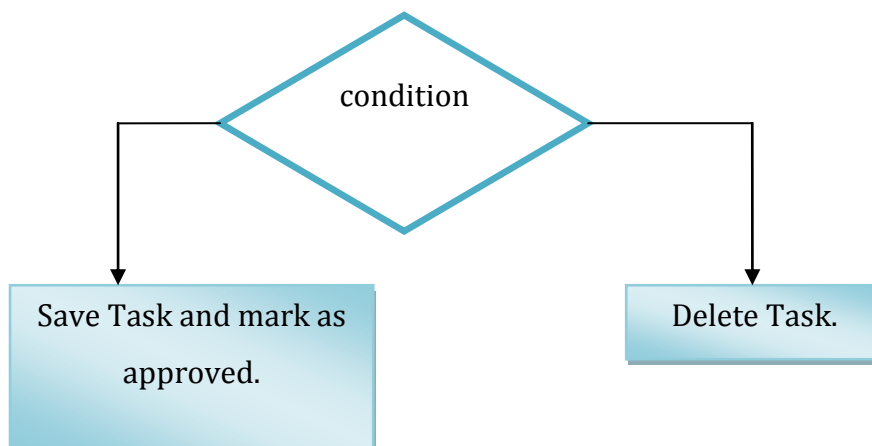 condition
Save Task and mark as
approved.
Delete Task.